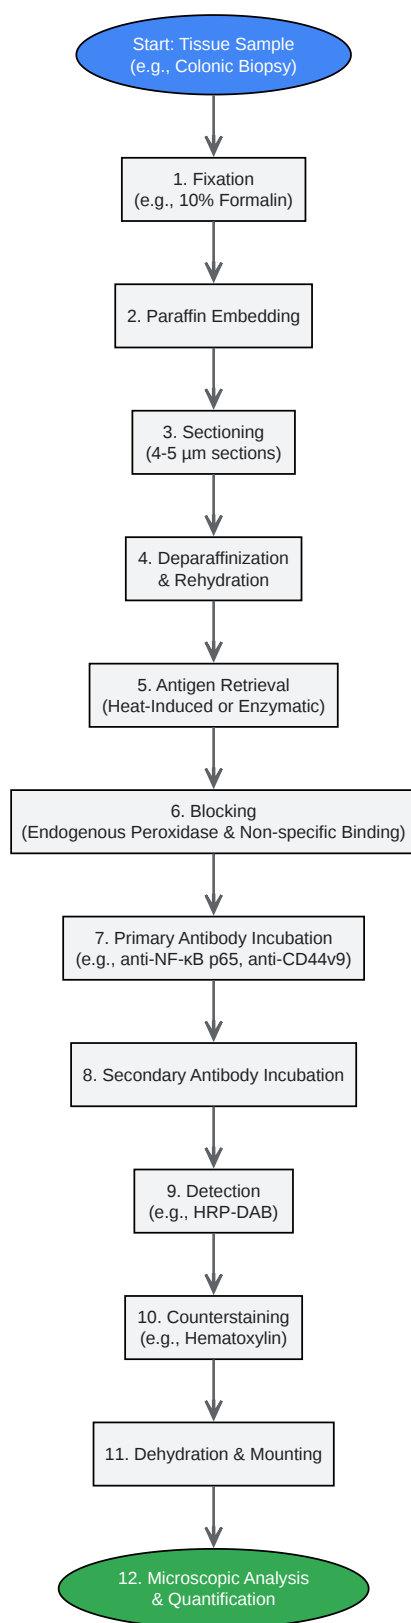 Start: Tissue Sample
(e.g., Colonic Biopsy)
1. Fixation
(e.g., 10% Formalin)
2. Paraffin Embedding
3. Sectioning
(4-5 µm sections)
4. Deparaffinization
& Rehydration
5. Antigen Retrieval
(Heat-Induced or Enzymatic)
6. Blocking
(Endogenous Peroxidase & Non-specific Binding)
7. Primary Antibody Incubation
(e.g., anti-NF-κB p65, anti-CD44v9)
8. Secondary Antibody Incubation
9. Detection
(e.g., HRP-DAB)
10. Counterstaining
(e.g., Hematoxylin)
11. Dehydration & Mounting
12. Microscopic Analysis
& Quantification